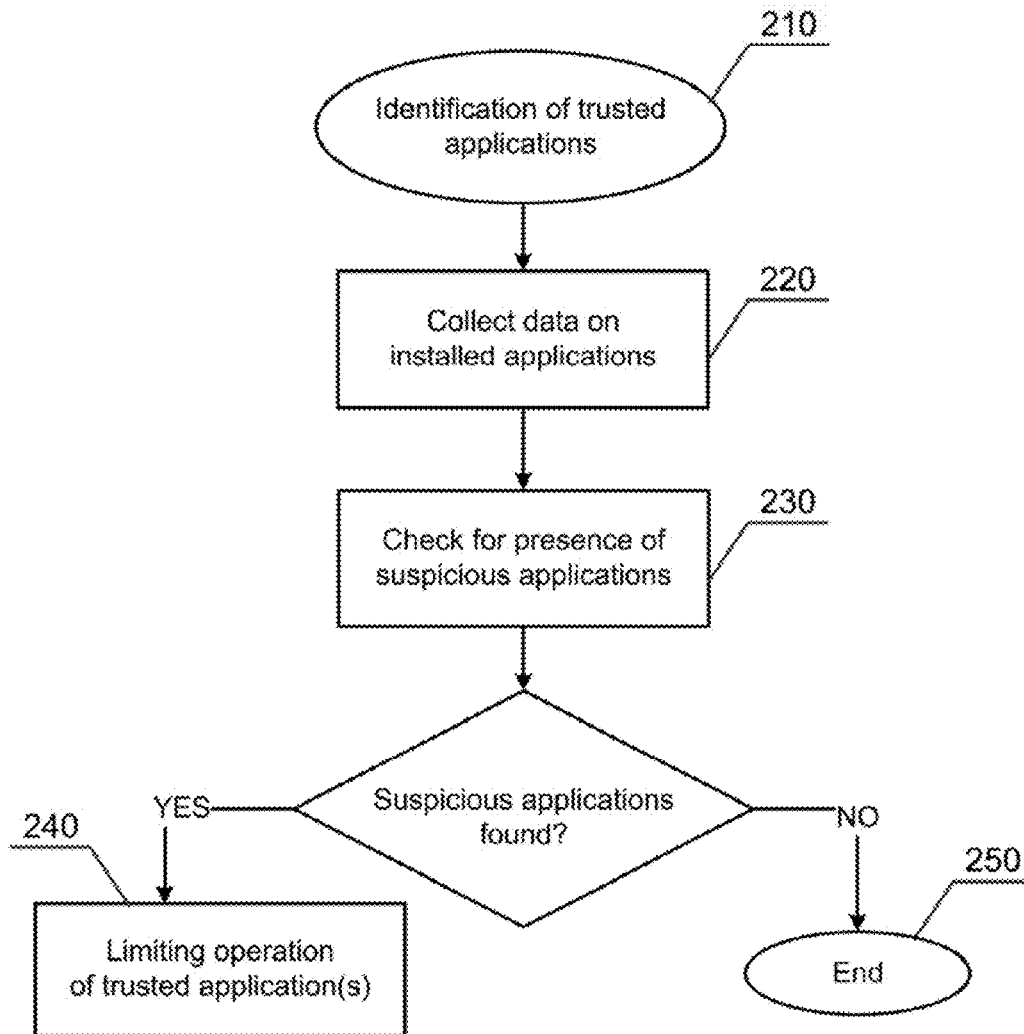 210
Identification of trusted
applications
220
Collect data on
installed applications
230
Check for presence of
suspicious applications
Suspicious applications
found?
YES
NO
240
Limiting operation
of trusted application(s)
250
End